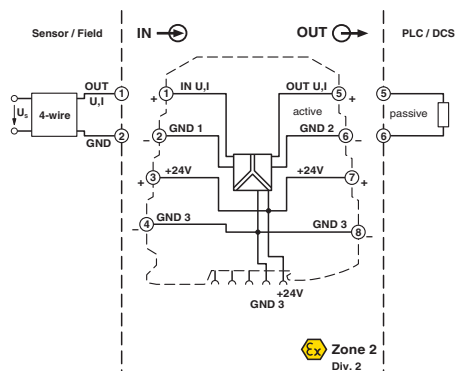 Sensor / Field
IN
OUT
PLC / DCS
OUT
U,I
1
+
1
IN U,I
OUT U,I
5
+
5
Us
4-wire
active
passive
GND
2
–
2
GND 1
GND 2
6
–
6
+
3
+24V
+24V
7
+
–
4
GND 3
GND 3
8
–
+24V
GND 3
Ex
Zone 2
Div. 2